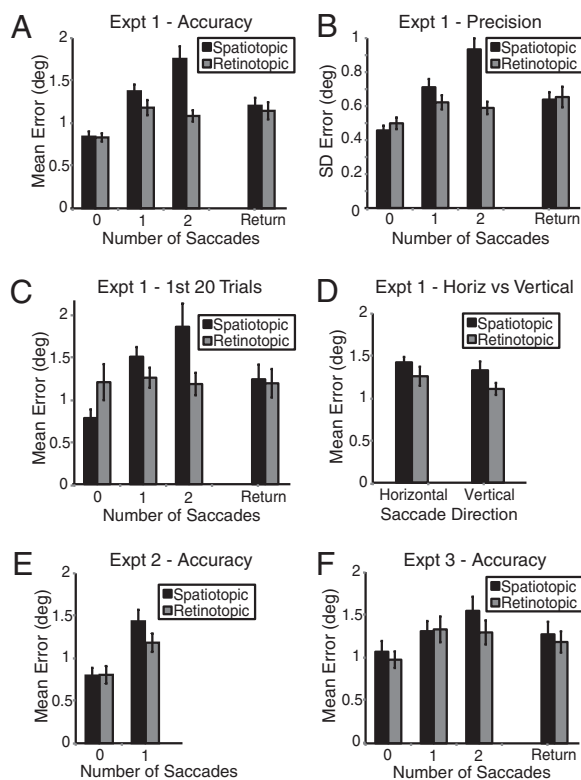 A
Expt 1 - Accuracy
Spatiotopic
Retinotopic
Mean Error (deg)
2
1.5
1
0.5
0
0 1 2 Return
Number of Saccades
B
Expt 1 - Precision
Spatiotopic
Retinotopic
SD Error (deg)
1
0.8
0.6
0.4
0.2
0
0 1 2 Return
Number of Saccades
C
Expt 1 - 1st 20 Trials
Spatiotopic
Retinotopic
Mean Error (deg)
2
1.5
1
0.5
0
0 1 2 Return
Number of Saccades
D
Expt 1 - Horiz vs Vertical
Spatiotopic
Retinotopic
Mean Error (deg)
2
1.5
1
0.5
0
Horizontal Vertical
Saccade Direction
E
Expt 2 - Accuracy
Spatiotopic
Retinotopic
Mean Error (deg)
2
1.5
1
0.5
0
0 1
Number of Saccades
F
Expt 3 - Accuracy
Spatiotopic
Retinotopic
Mean Error (deg)
2
1.5
1
0.5
0
0 1 2 Return
Number of Saccades